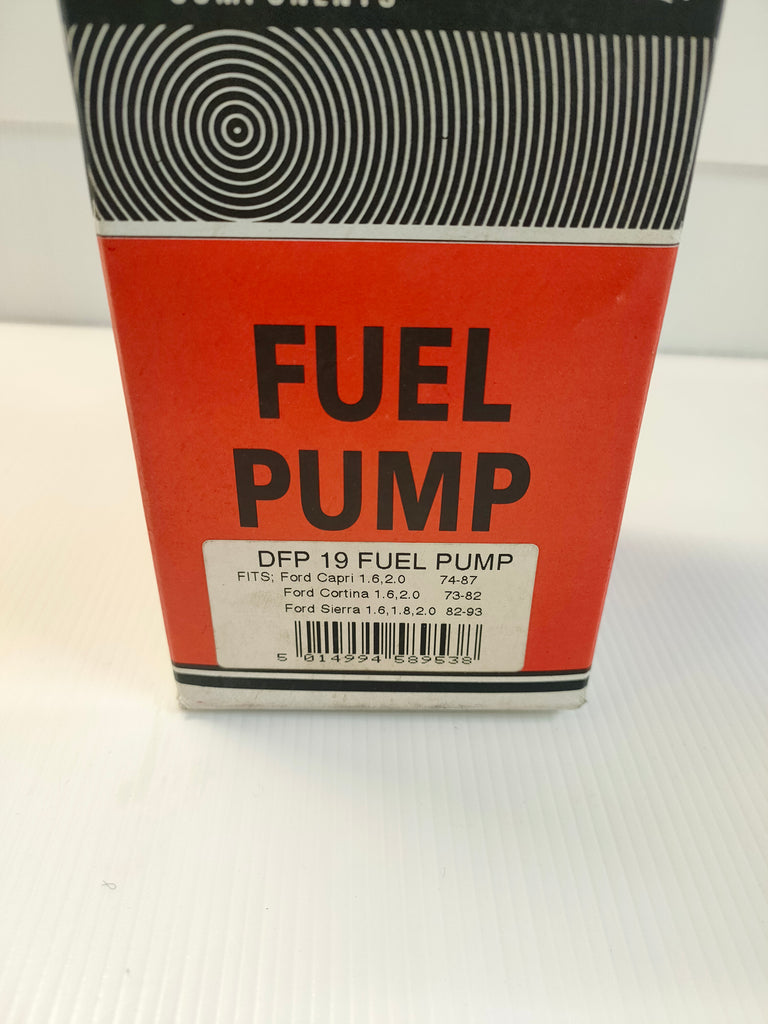 COMPONENTS
FUEL
PUMP
DFP 19 FUEL PUMP
FITS; Ford Capri 1.6,2.0 74-87
Ford Cortina 1.6,2.0 73-82
Ford Sierra 1.6,1.8,2.0 82-93
5 014994 589538